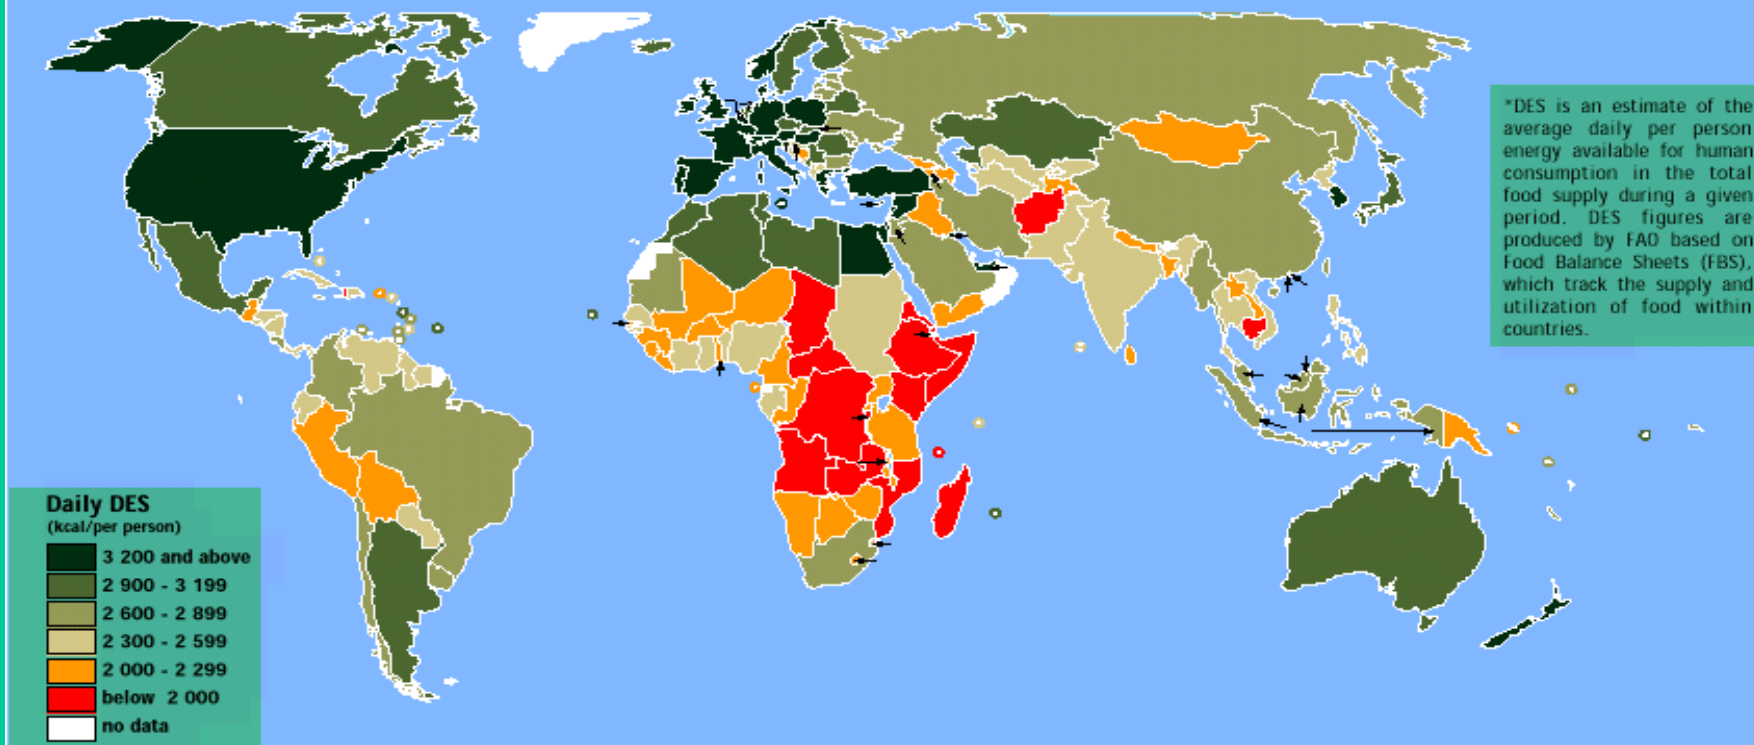 *DES is an estimate of the
average daily per person
energy available for human
consumption in the total
food supply during a given
period. DES figures are
produced by FAO based on
Food Balance Sheets (FBS),
which track the supply and
utilization of food within
countries.
Daily DES
(kcal/per person)
3 200 and above
2 900 - 3 199
2 600 - 2 899
2 300 - 2 599
2 000 - 2 299
below 2 000
no data